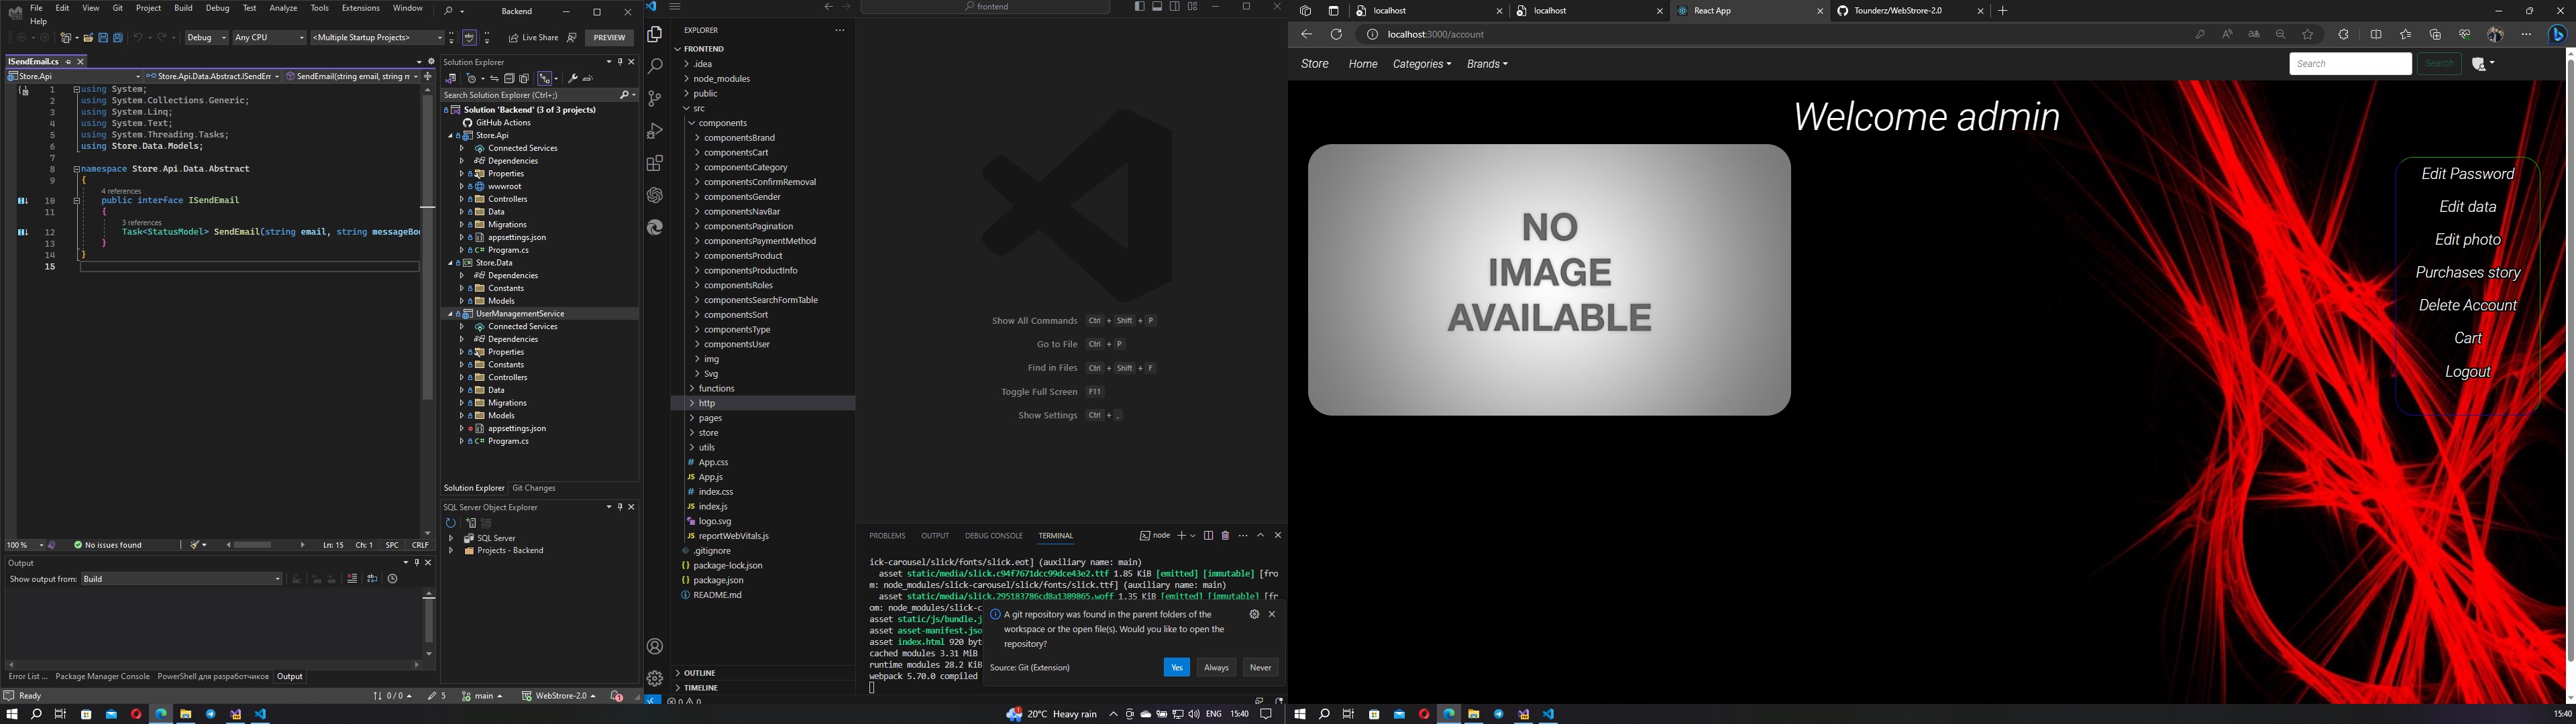 File Edit View Git Project Build Debug Test Analyze Tools Extensions Window Backend
Help
Debug Any CPU <Multiple Startup Projects> Live Share PREVIEW
ISendEmail.cs
Store.Api Store.Api.Data.Abstract.ISendEm SendEmail(string email, string m
1 using System;
2 using System.Collections.Generic;
3 using System.Linq;
4 using System.Text;
5 using System.Threading.Tasks;
6 using Store.Data.Models;
7
8 namespace Store.Api.Data.Abstract
9 {
4 references
10 public interface ISendEmail
11 {
3 references
12 Task<StatusModel> SendEmail(string email, string messageBo
13 }
14 }
15
100 % No issues found Ln: 15 Ch: 1 SPC CRLF
Output
Show output from: Build
Error List ... Package Manager Console PowerShell для разработчиков Output
Ready 0 / 0 5 main WebStore-2.0 1
Solution Explorer
Search Solution Explorer (Ctrl+;)
Solution 'Backend' (3 of 3 projects)
GitHub Actions
Store.Api
Connected Services
Dependencies
Properties
wwwroot
Controllers
Data
Migrations
appsettings.json
Program.cs
Store.Data
Dependencies
Constants
Models
UserManagementService
Connected Services
Dependencies
Properties
Constants
Controllers
Data
Migrations
Models
appsettings.json
Program.cs
Solution Explorer Git Changes
SQL Server Object Explorer
SQL Server
Projects - Backend
frontend
EXPLORER
FRONTEND
.idea
node_modules
public
src
components
componentsBrand
componentsCart
componentsCategory
componentsConfirmRemoval
componentsGender
componentsNavBar
componentsPagination
componentsPaymentMethod
componentsProduct
componentsProductInfo
componentsRoles
componentsSearchFormTable
componentsSort
componentsType
componentsUser
img
Svg
functions
http
pages
store
utils
App.css
App.js
index.css
index.js
logo.svg
reportWebVitals.js
.gitignore
package-lock.json
package.json
README.md
OUTLINE
TIMELINE
0 0
Show All Commands Ctrl + Shift + P
Go to File Ctrl + P
Find in Files Ctrl + Shift + F
Toggle Full Screen F11
Show Settings Ctrl + ,
PROBLEMS OUTPUT DEBUG CONSOLE TERMINAL node
ick-carousel/slick/fonts/slick.eot] (auxiliary name: main)
asset static/media/slick.c94f7671dcc99dce43e2.ttf 1.85 KiB [emitted] [immutable] [fro
m: node_modules/slick-carousel/slick/fonts/slick.ttf] (auxiliary name: main)
asset static/media/slick.295183786cd8a1389865.woff 1.35 KiB [emitted] [immutable] [fr
om: node_modules/slick-c
asset static/js/bundle.j
asset asset-manifest.jso
asset index.html 920 byt
cached modules 3.31 MiB
runtime modules 28.2 KiB
webpack 5.70.0 compiled
A git repository was found in the parent folders of the
workspace or the open file(s). Would you like to open the
repository?
Source: Git (Extension) Yes Always Never
20°C Heavy rain ENG 15:40
localhost localhost React App Tounderz/WebStrore-2.0
localhost:3000/account
Store Home Categories Brands Search Search
Welcome admin
NO
IMAGE
AVAILABLE
Edit Password
Edit data
Edit photo
Purchases story
Delete Account
Cart
Logout
15:40